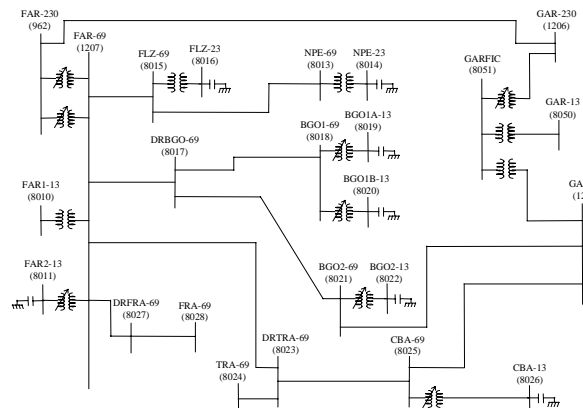 FAR-230
(962)
FAR-69
(1207)
GAR-230
(1206)
FLZ-69
(8015)
FLZ-23
(8016)
NPE-69
(8013)
NPE-23
(8014)
GARFIC
(8051)
GAR-13
(8050)
DRBGO-69
(8017)
BGO1-69
(8018)
BGO1A-13
(8019)
BGO1B-13
(8020)
FAR1-13
(8010)
FAR2-13
(8011)
DRFRA-69
(8027)
FRA-69
(8028)
BGO2-69
(8021)
BGO2-13
(8022)
DRTRA-69
(8023)
TRA-69
(8024)
CBA-69
(8025)
CBA-13
(8026)